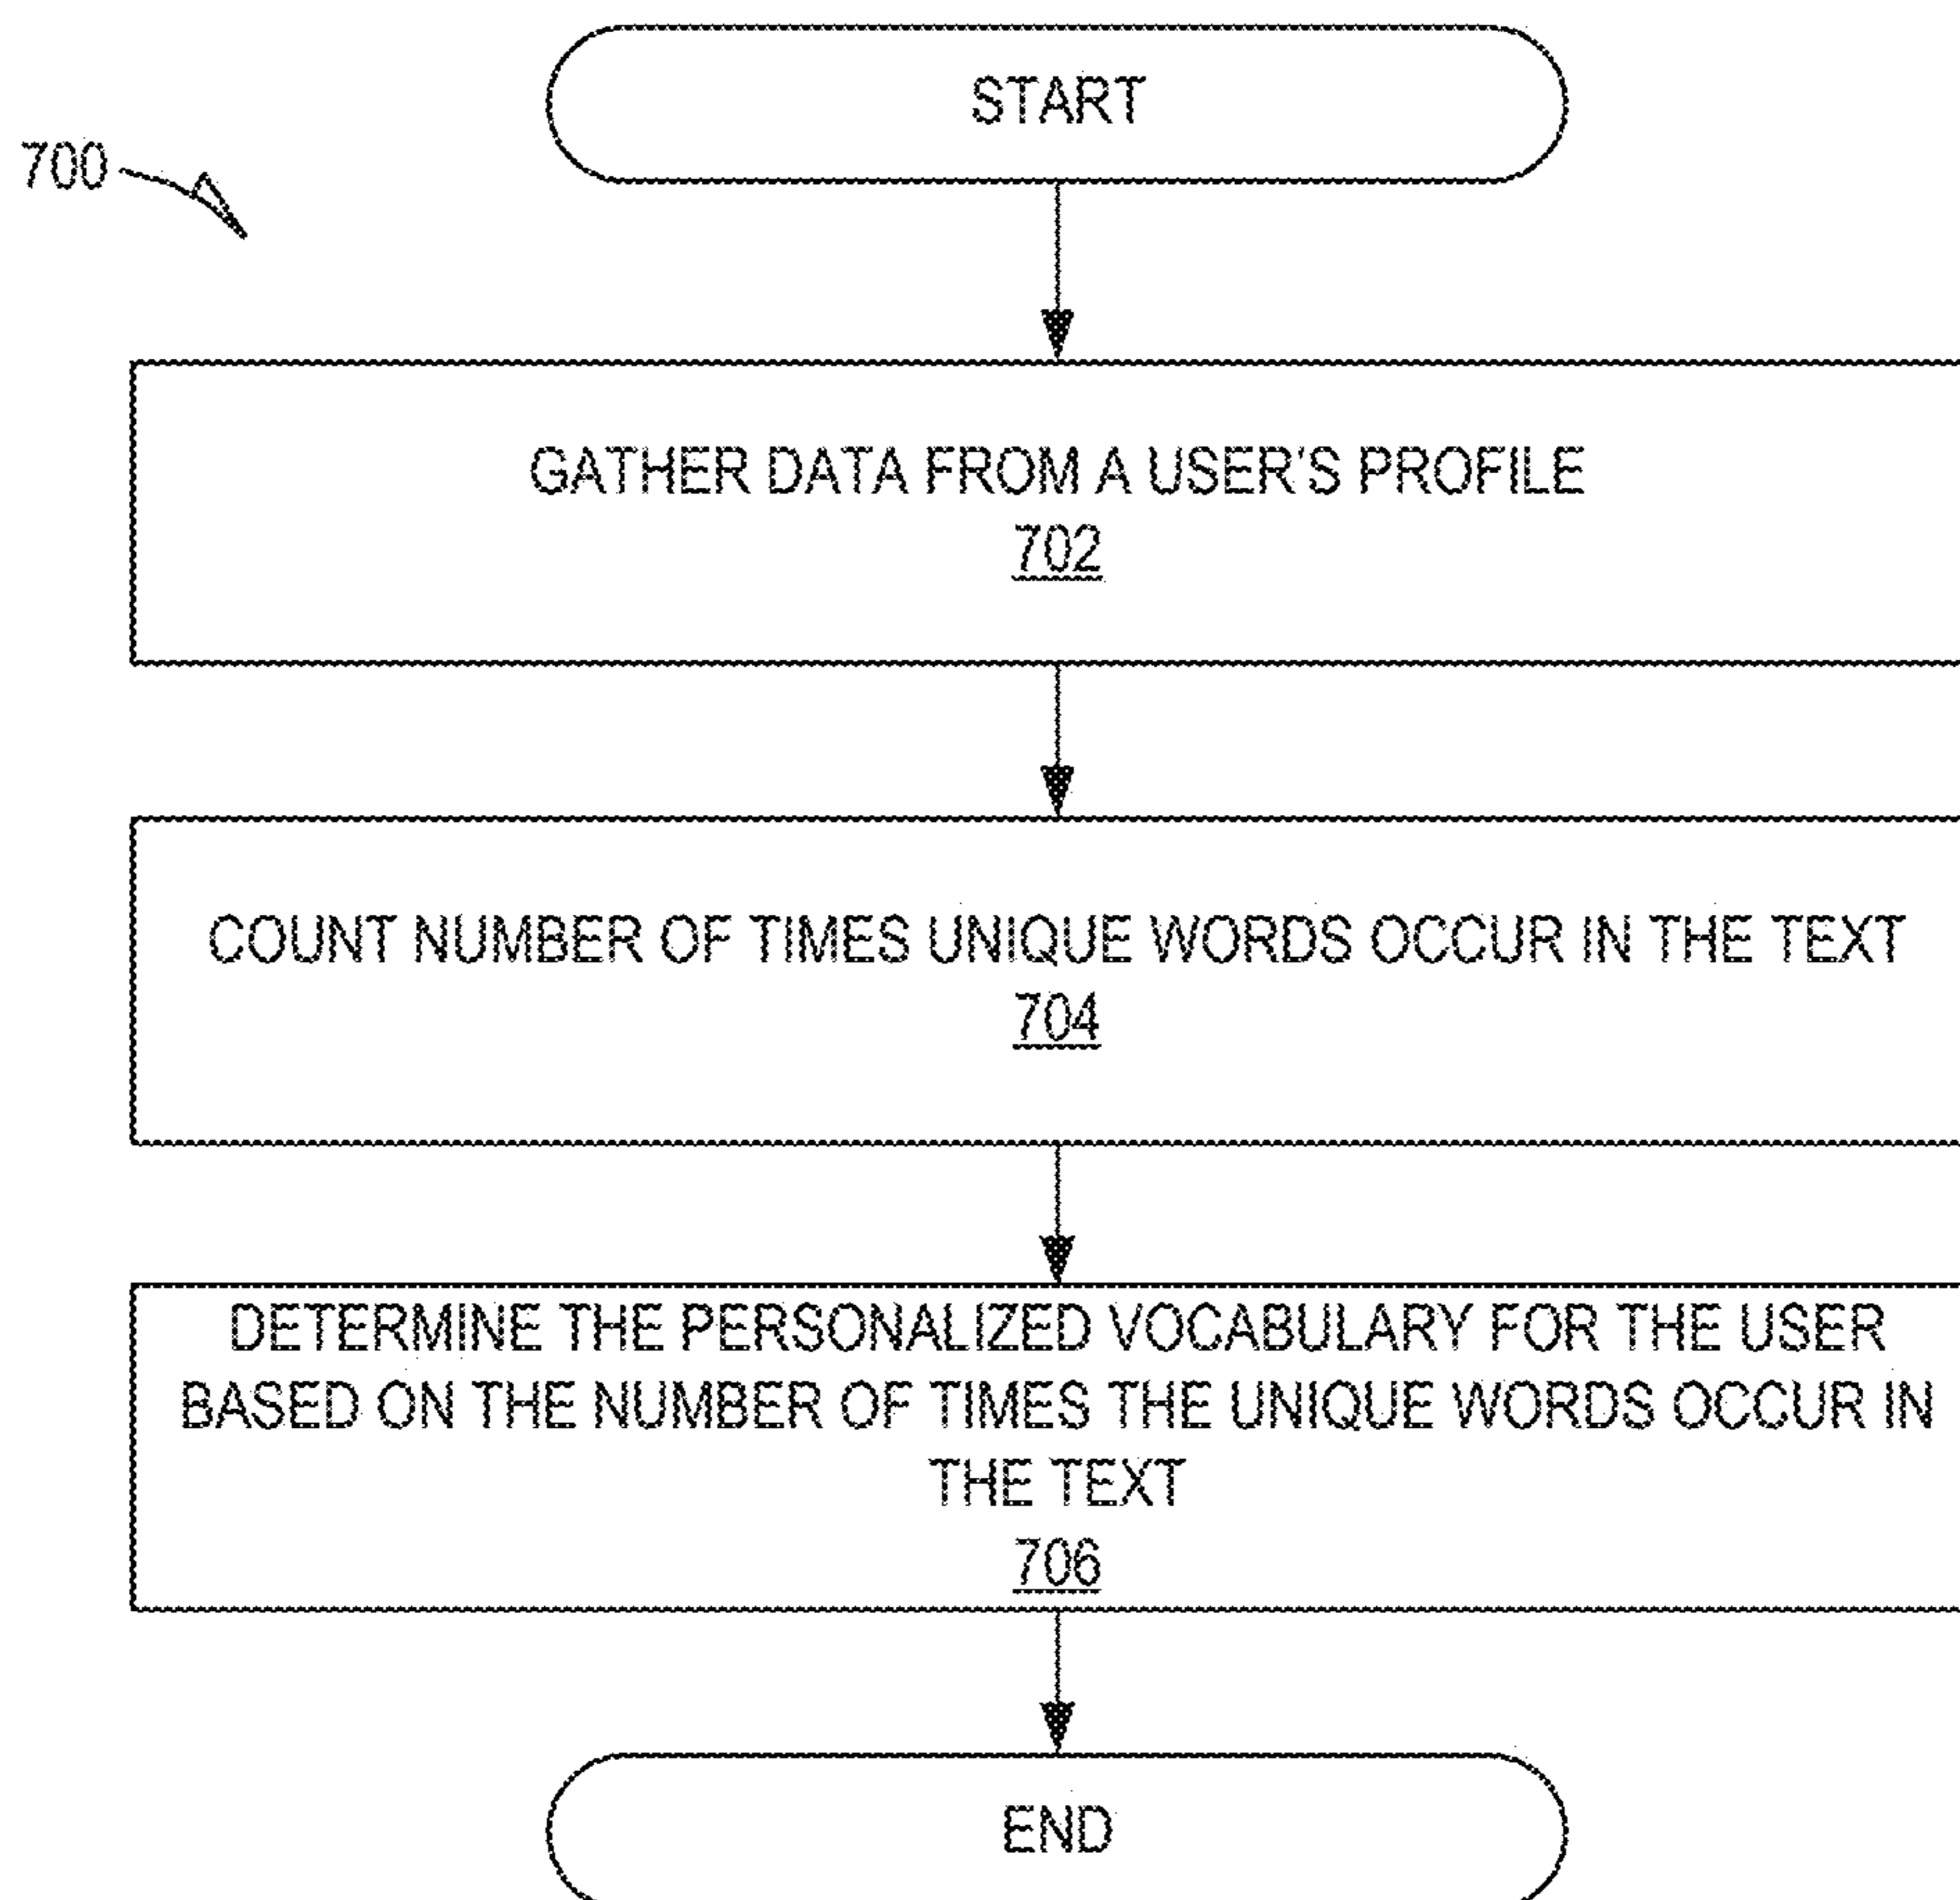 START
700
GATHER DATA FROM A USER'S PROFILE
702
COUNT NUMBER OF TIMES UNIQUE WORDS OCCUR IN THE TEXT
704
DETERMINE THE PERSONALIZED VOCABULARY FOR THE USER
BASED ON THE NUMBER OF TIMES THE UNIQUE WORDS OCCUR IN
THE TEXT
706
END